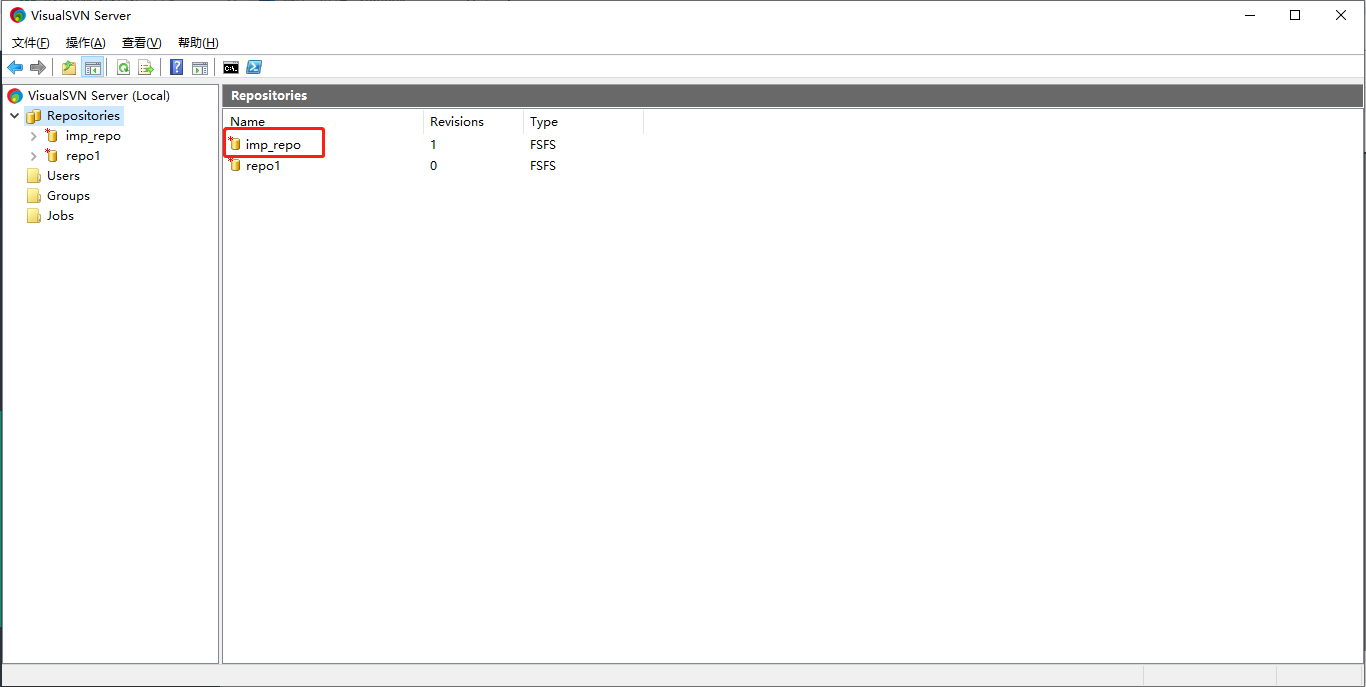 VisualSVN Server
文件(F) 操作(A) 查看(V) 帮助(H)
VisualSVN Server (Local)
Repositories
imp_repo
repo1
Users
Groups
Jobs
Repositories
Name Revisions Type
imp_repo 1 FSFS
repo1 0 FSFS